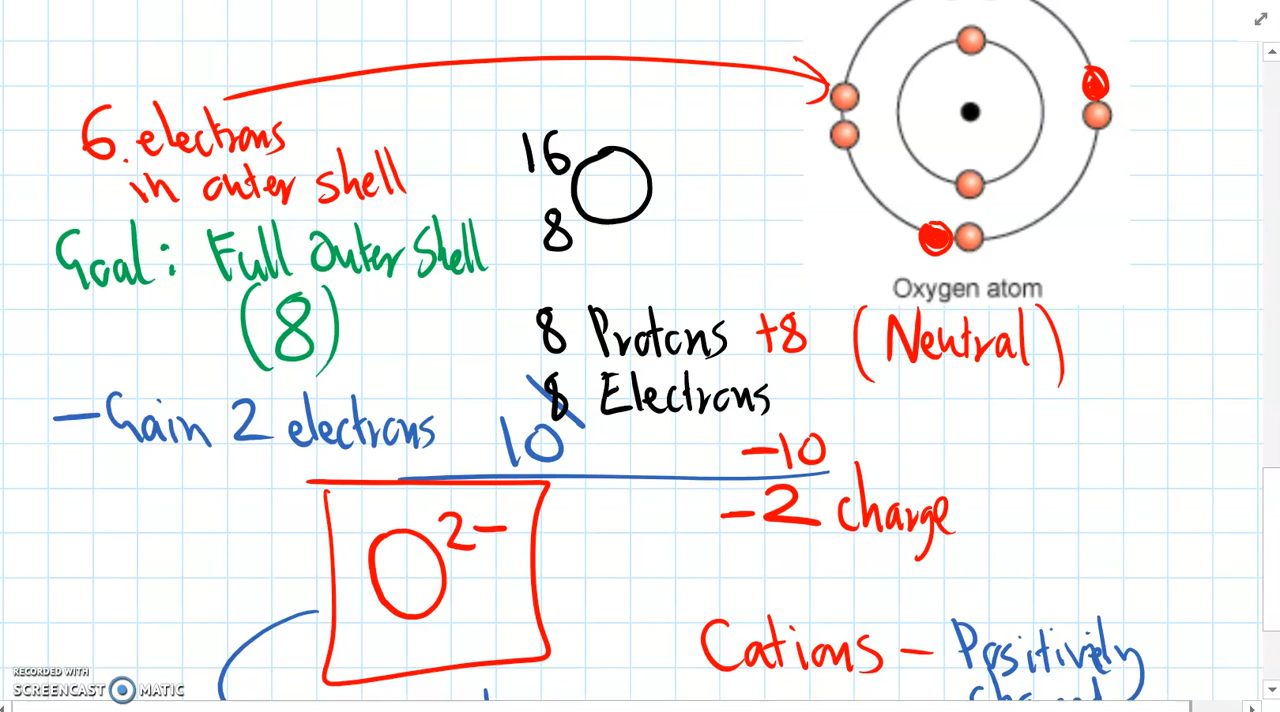 6 electrons
in outer shell
16
8
O
Oxygen atom
Goal: Full Outer Shell
(8)
8 Protons +8 (Neutral)
8 Electrons
- Gain 2 electrons
10
-10
-2 charge
O2-
Cations - Positively
RECORDED WITH
SCREENCAST MATIC